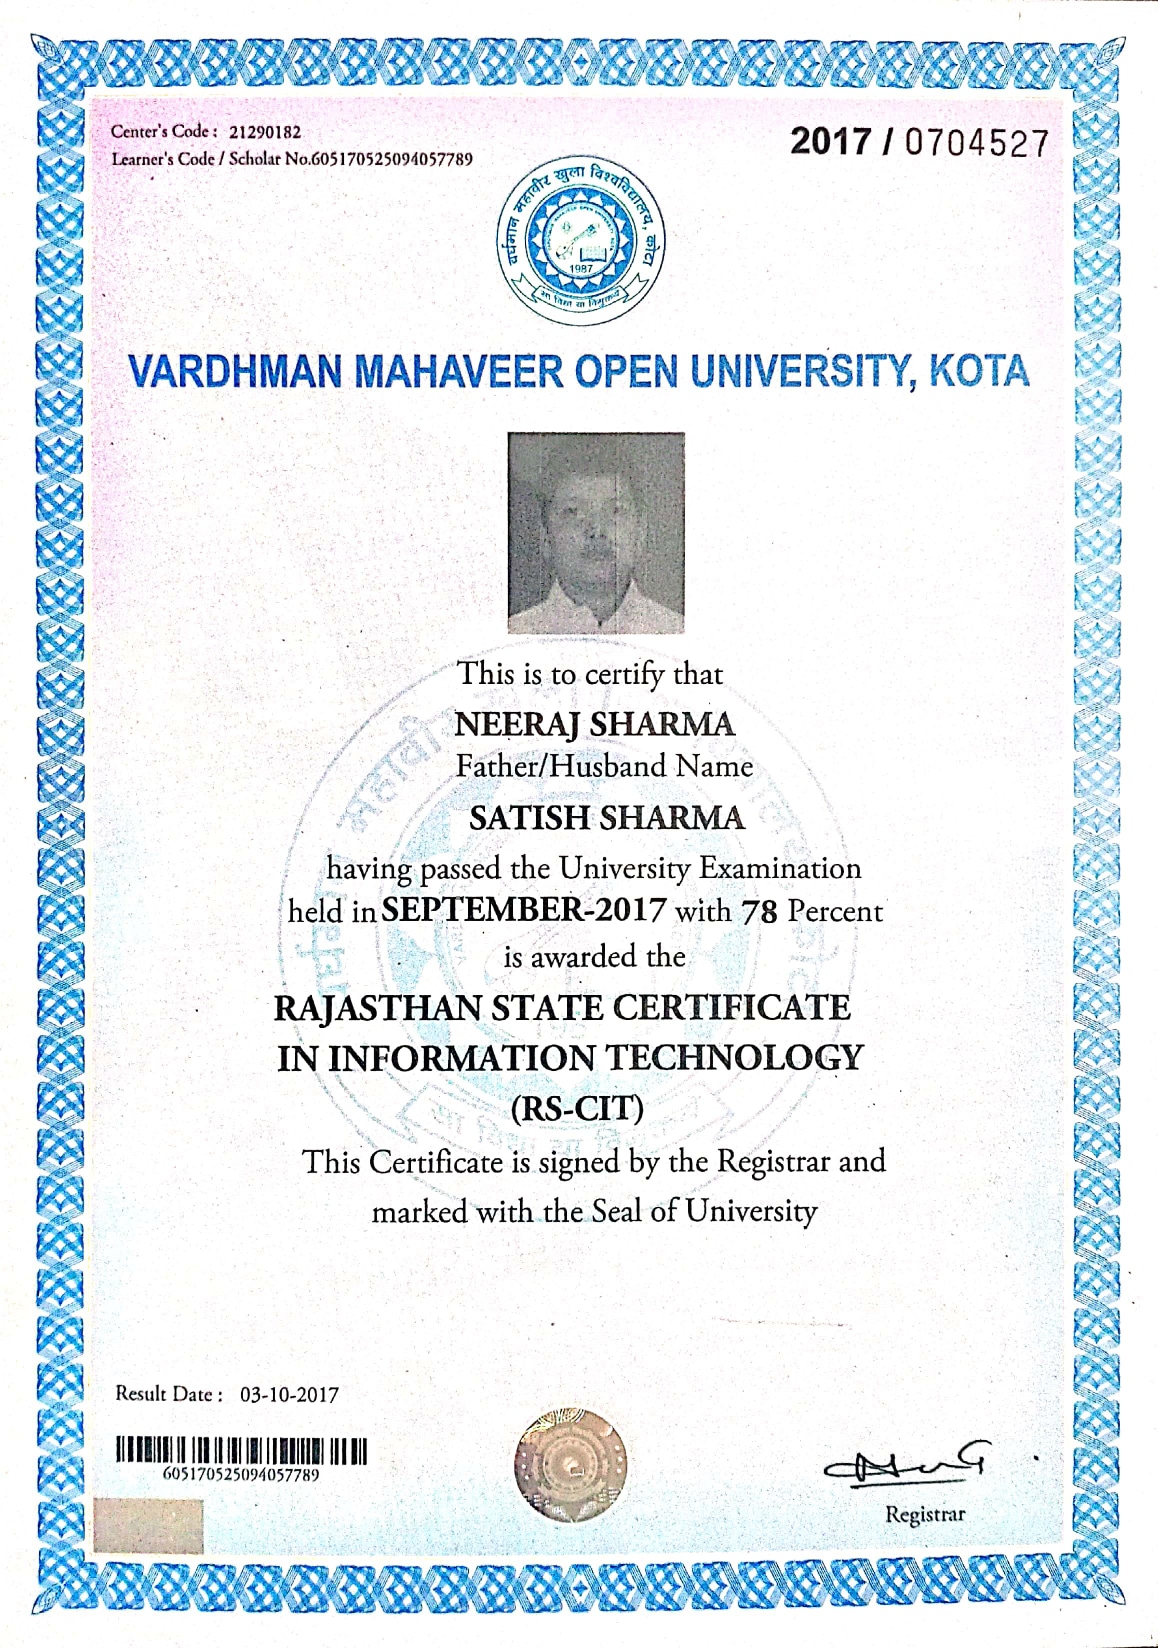 Center's Code : 21290182
Learner's Code / Scholar No.605170525094057789
2017 / 0704527
वर्धमान महावीर खुला विश्वविद्यालय, कोटा
1987
VARDHMAN MAHAVEER OPEN UNIVERSITY, KOTA
This is to certify that
NEERAJ SHARMA
Father/Husband Name
SATISH SHARMA
having passed the University Examination
held in SEPTEMBER-2017 with 78 Percent
is awarded the
RAJASTHAN STATE CERTIFICATE
IN INFORMATION TECHNOLOGY
(RS-CIT)
This Certificate is signed by the Registrar and
marked with the Seal of University
Result Date : 03-10-2017
605170525094057789
Registrar